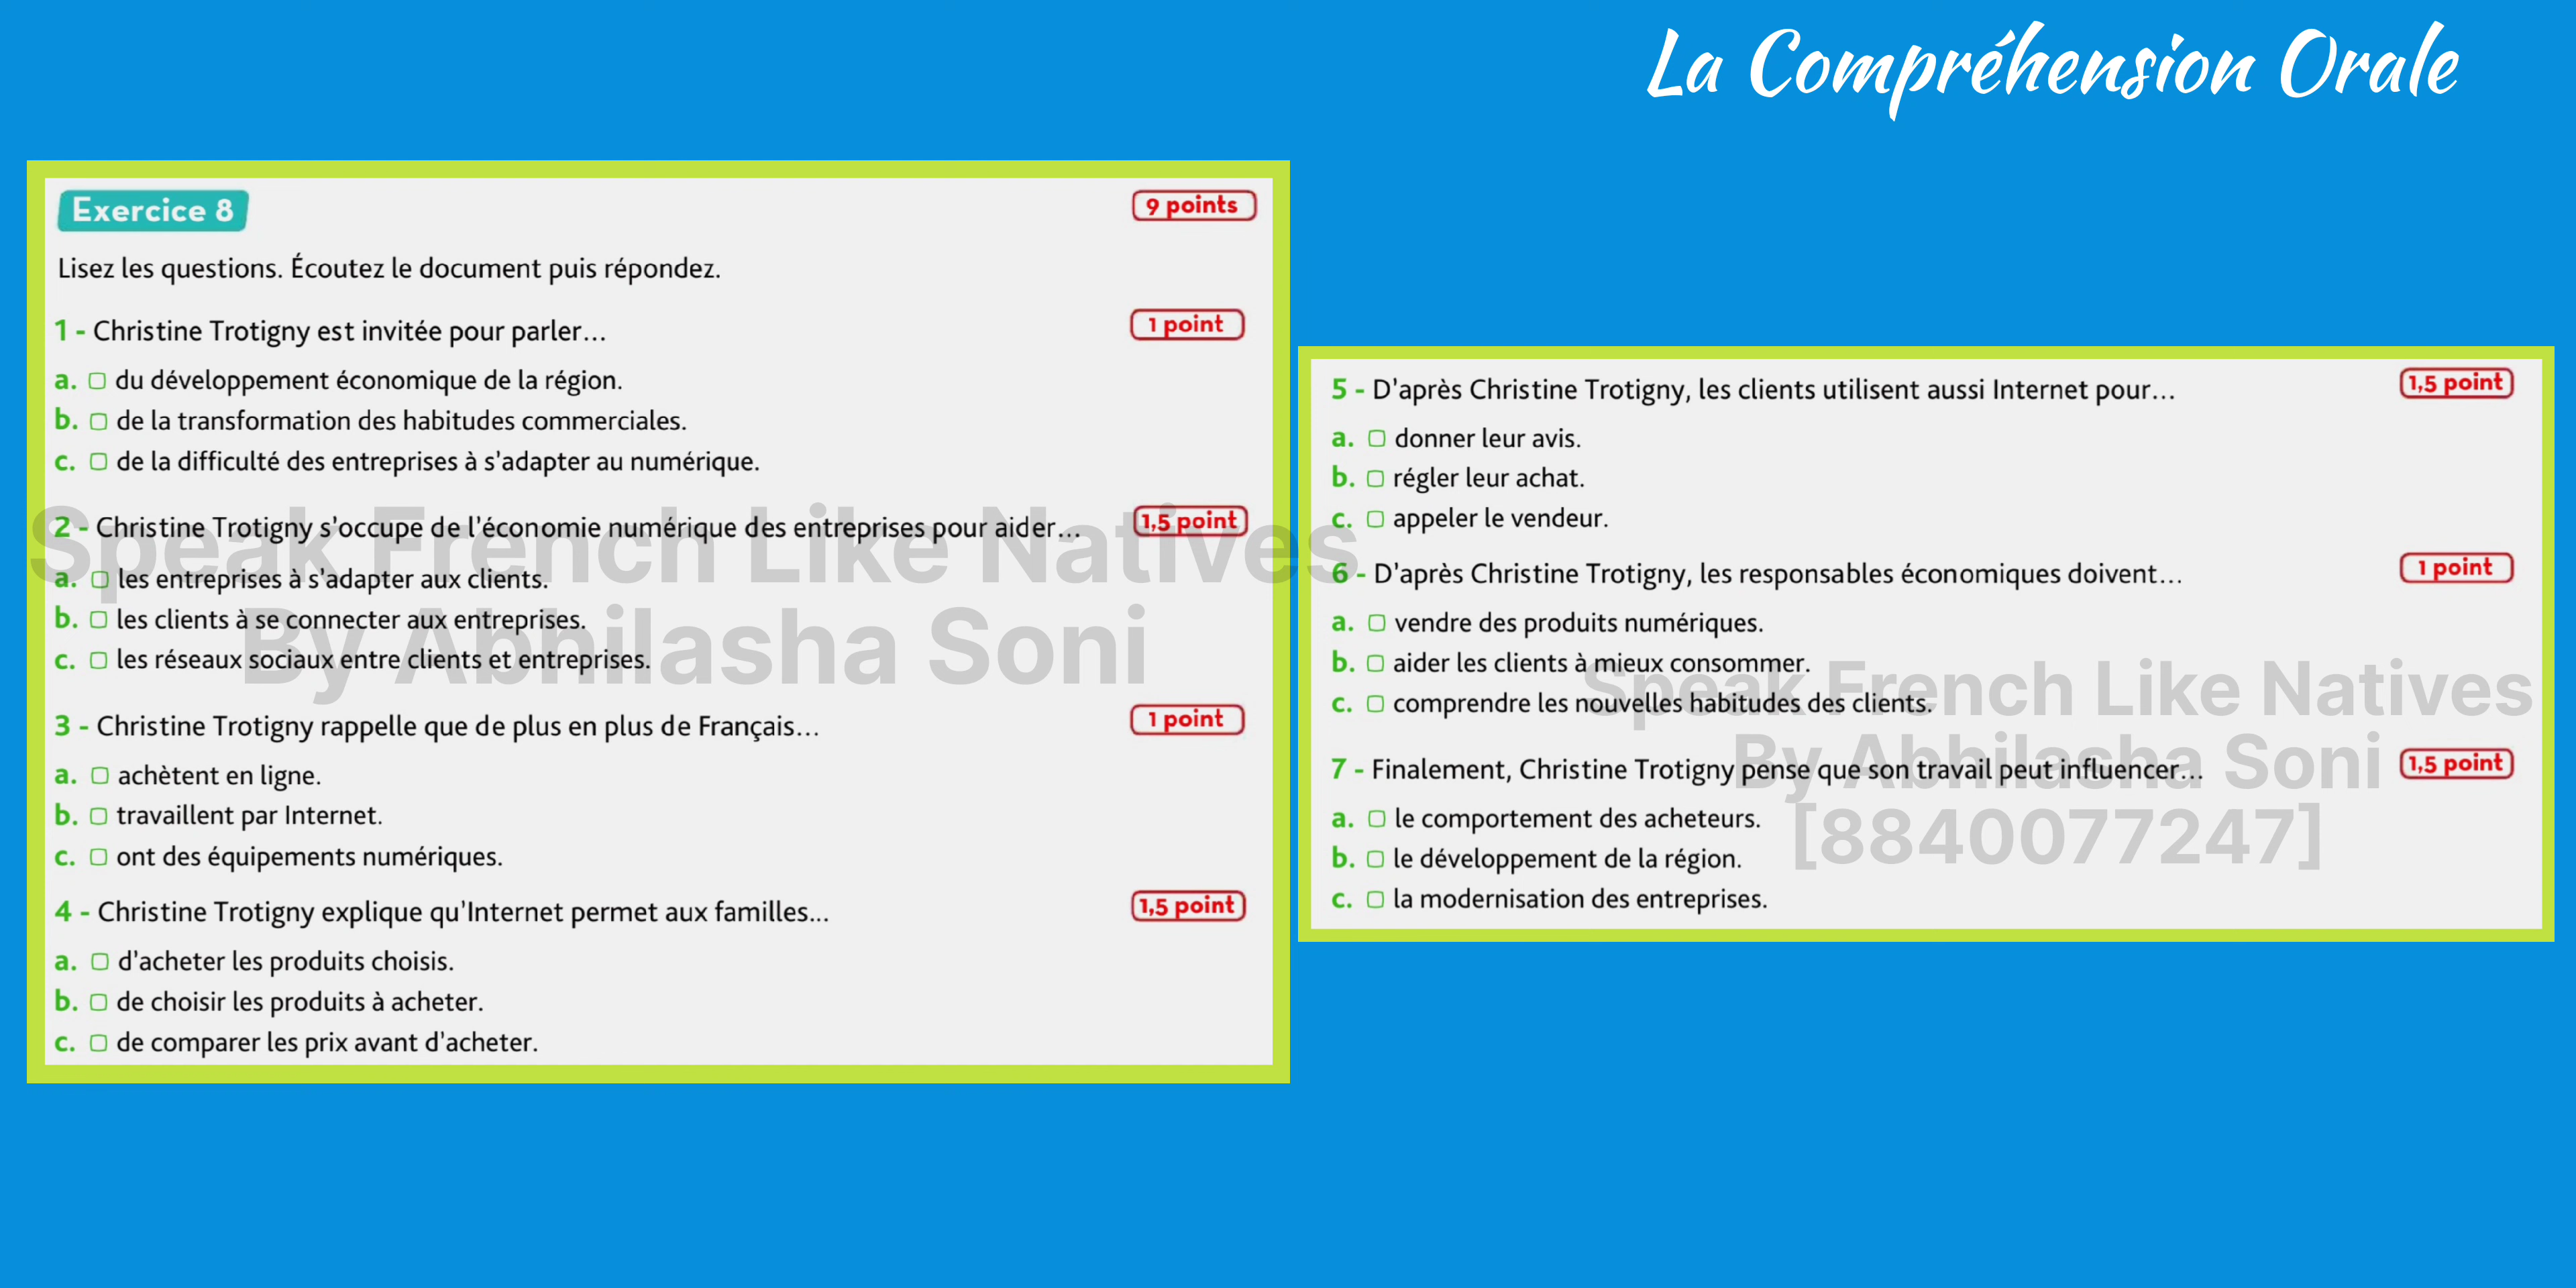 La Compréhension Orale
Exercice 8
9 points
Lisez les questions. Écoutez le document puis répondez.
1 - Christine Trotigny est invitée pour parler...
1 point
a. du développement économique de la région.
b. de la transformation des habitudes commerciales.
c. de la difficulté des entreprises à s'adapter au numérique.
2 - Christine Trotigny s'occupe de l'économie numérique des entreprises pour aider...
1,5 point
a. les entreprises à s'adapter aux clients.
b. les clients à se connecter aux entreprises.
c. les réseaux sociaux entre clients et entreprises.
3 - Christine Trotigny rappelle que de plus en plus de Français...
1 point
a. achètent en ligne.
b. travaillent par Internet.
c. ont des équipements numériques.
4 - Christine Trotigny explique qu'Internet permet aux familles...
1,5 point
a. d'acheter les produits choisis.
b. de choisir les produits à acheter.
c. de comparer les prix avant d'acheter.
Speak French Like Natives
By Abhilasha Soni
5 - D'après Christine Trotigny, les clients utilisent aussi Internet pour...
1,5 point
a. donner leur avis.
b. régler leur achat.
c. appeler le vendeur.
6 - D'après Christine Trotigny, les responsables économiques doivent...
1 point
a. vendre des produits numériques.
b. aider les clients à mieux consommer.
c. comprendre les nouvelles habitudes des clients.
7 - Finalement, Christine Trotigny pense que son travail peut influencer...
1,5 point
a. le comportement des acheteurs.
b. le développement de la région.
c. la modernisation des entreprises.
Speak French Like Natives
By Abhilasha Soni
[8840077247]